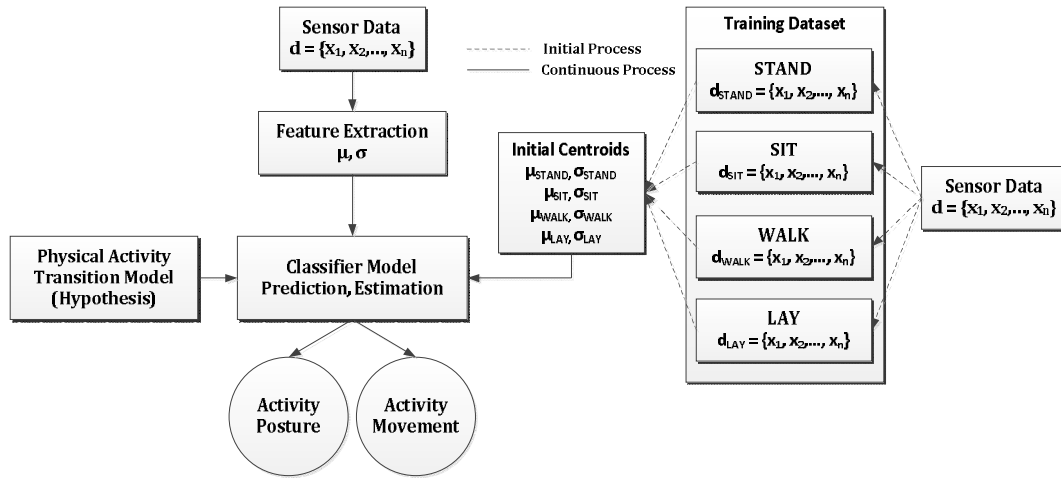 Sensor Data
d = {x₁, x₂,..., xₙ}
Initial Process
Continuous Process
Feature Extraction
μ, σ
Physical Activity
Transition Model
(Hypothesis)
Classifier Model
Prediction, Estimation
Activity
Posture
Activity
Movement
Initial Centroids
μSTAND, σSTAND
μSIT, σSIT
μWALK, σWALK
μLAY, σLAY
Training Dataset
STAND
dSTAND = {x₁, x₂,..., xₙ}
SIT
dSIT = {x₁, x₂,..., xₙ}
WALK
dWALK = {x₁, x₂,..., xₙ}
LAY
dLAY = {x₁, x₂,..., xₙ}
Sensor Data
d = {x₁, x₂,..., xₙ}